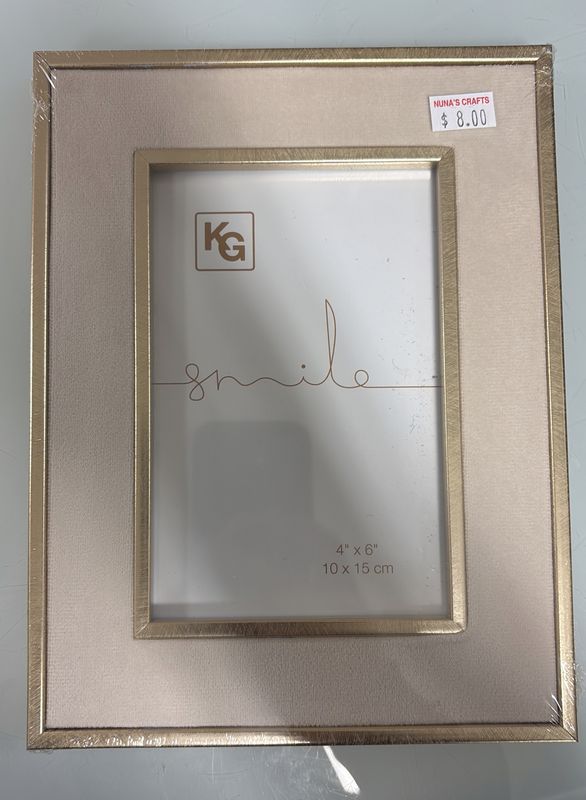 NUNA'S CRAFTS
$ 8.00
KG
smile
4" x 6"
10 x 15 cm